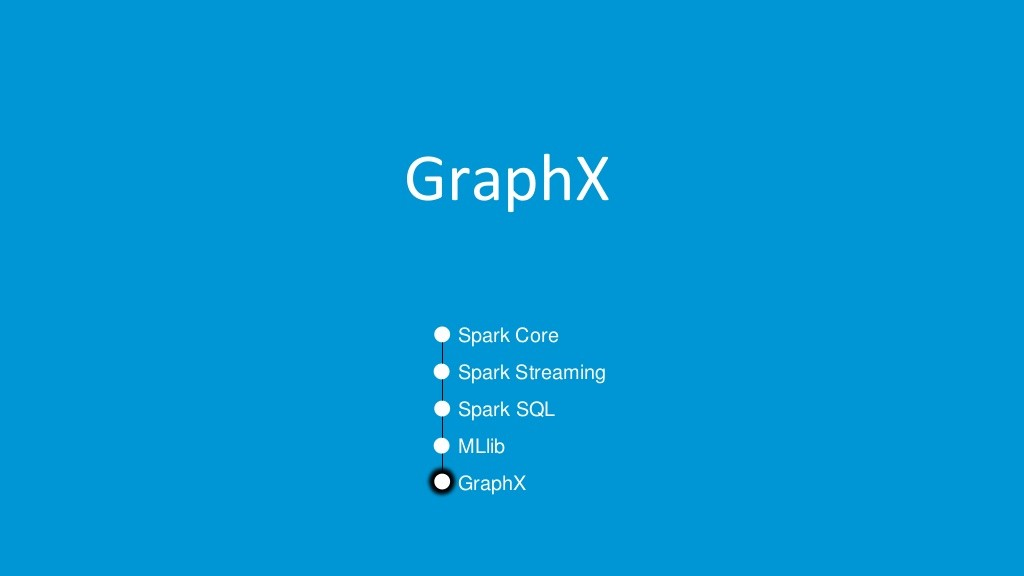 GraphX
Spark Core
Spark Streaming
Spark SQL
MLlib
GraphX